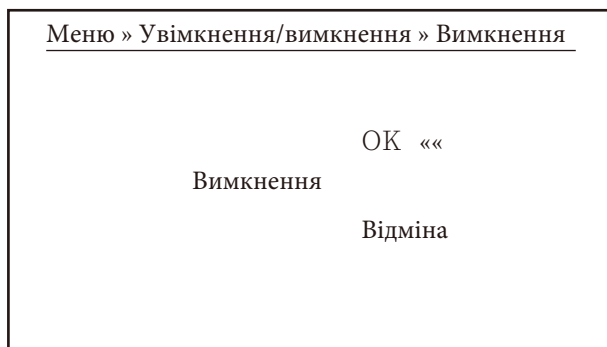 Меню » Увімкнення/вимкнення » Вимкнення
OK ««
Вимкнення
Відміна